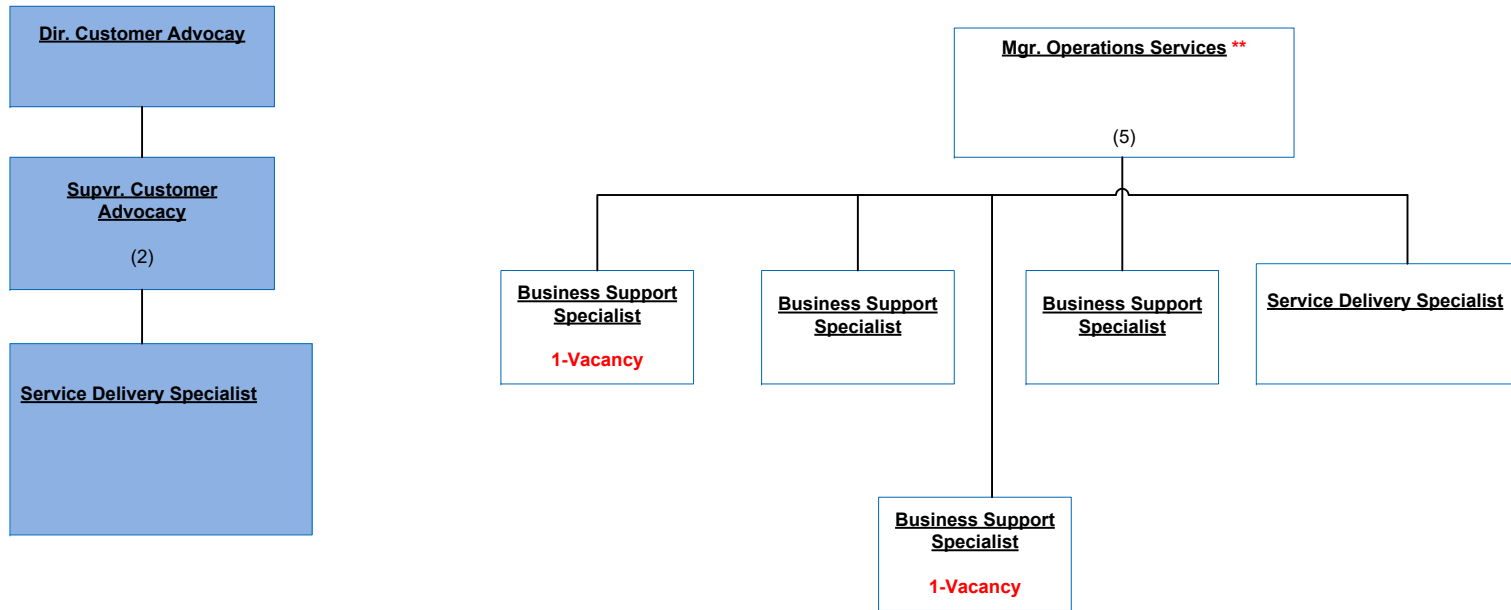 Dir. Customer Advocay
Supvr. Customer
Advocacy
(2)
Service Delivery Specialist
Mgr. Operations Services **
(5)
Business Support
Specialist
1-Vacancy
Business Support
Specialist
Business Support
Specialist
Service Delivery Specialist
Business Support
Specialist
1-Vacancy